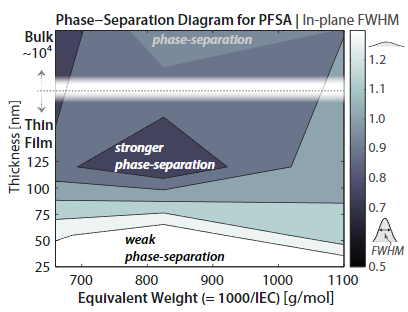 Phase−Separation Diagram for PFSA | In-plane FWHM
Bulk
~10⁴
phase-separation
Thin
Film
Thickness [nm]
125
100
75
50
25
stronger
phase-separation
weak
phase-separation
700
800
900
1000
1100
Equivalent Weight (= 1000/IEC) [g/mol]
1.2
1.1
1.0
0.9
0.8
0.7
FWHM
0.5